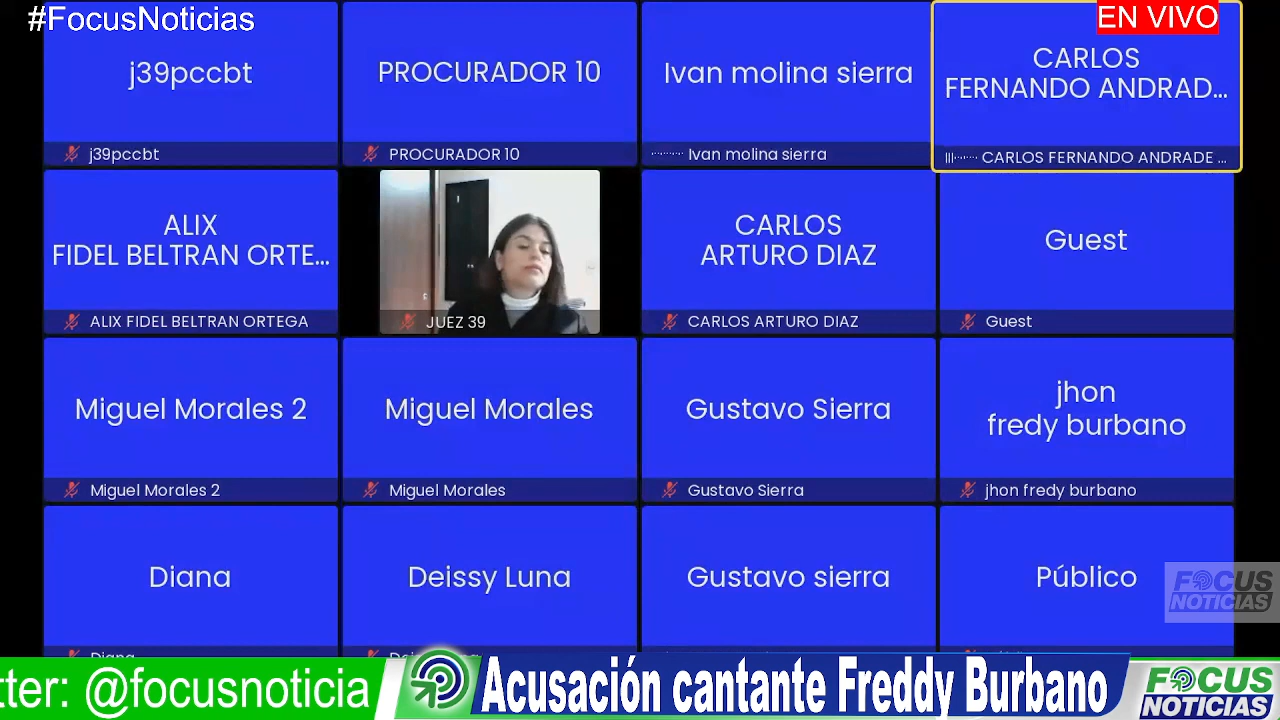 #FocusNoticias
EN VIVO
j39pccbt
PROCURADOR 10
Ivan molina sierra
CARLOS
FERNANDO ANDRAD...
j39pccbt
PROCURADOR 10
Ivan molina sierra
CARLOS FERNANDO ANDRADE ...
ALIX
FIDEL BELTRAN ORTE...
CARLOS
ARTURO DIAZ
Guest
ALIX FIDEL BELTRAN ORTEGA
JUEZ 39
CARLOS ARTURO DIAZ
Guest
Miguel Morales 2
Miguel Morales
Gustavo Sierra
jhon
fredy burbano
Miguel Morales 2
Miguel Morales
Gustavo Sierra
jhon fredy burbano
Diana
Deissy Luna
Gustavo sierra
Público
FOCUS
NOTICIAS
Diana
tter: @focusnoticia
Acusación cantante Freddy Burbano
FOCUS
NOTICIAS